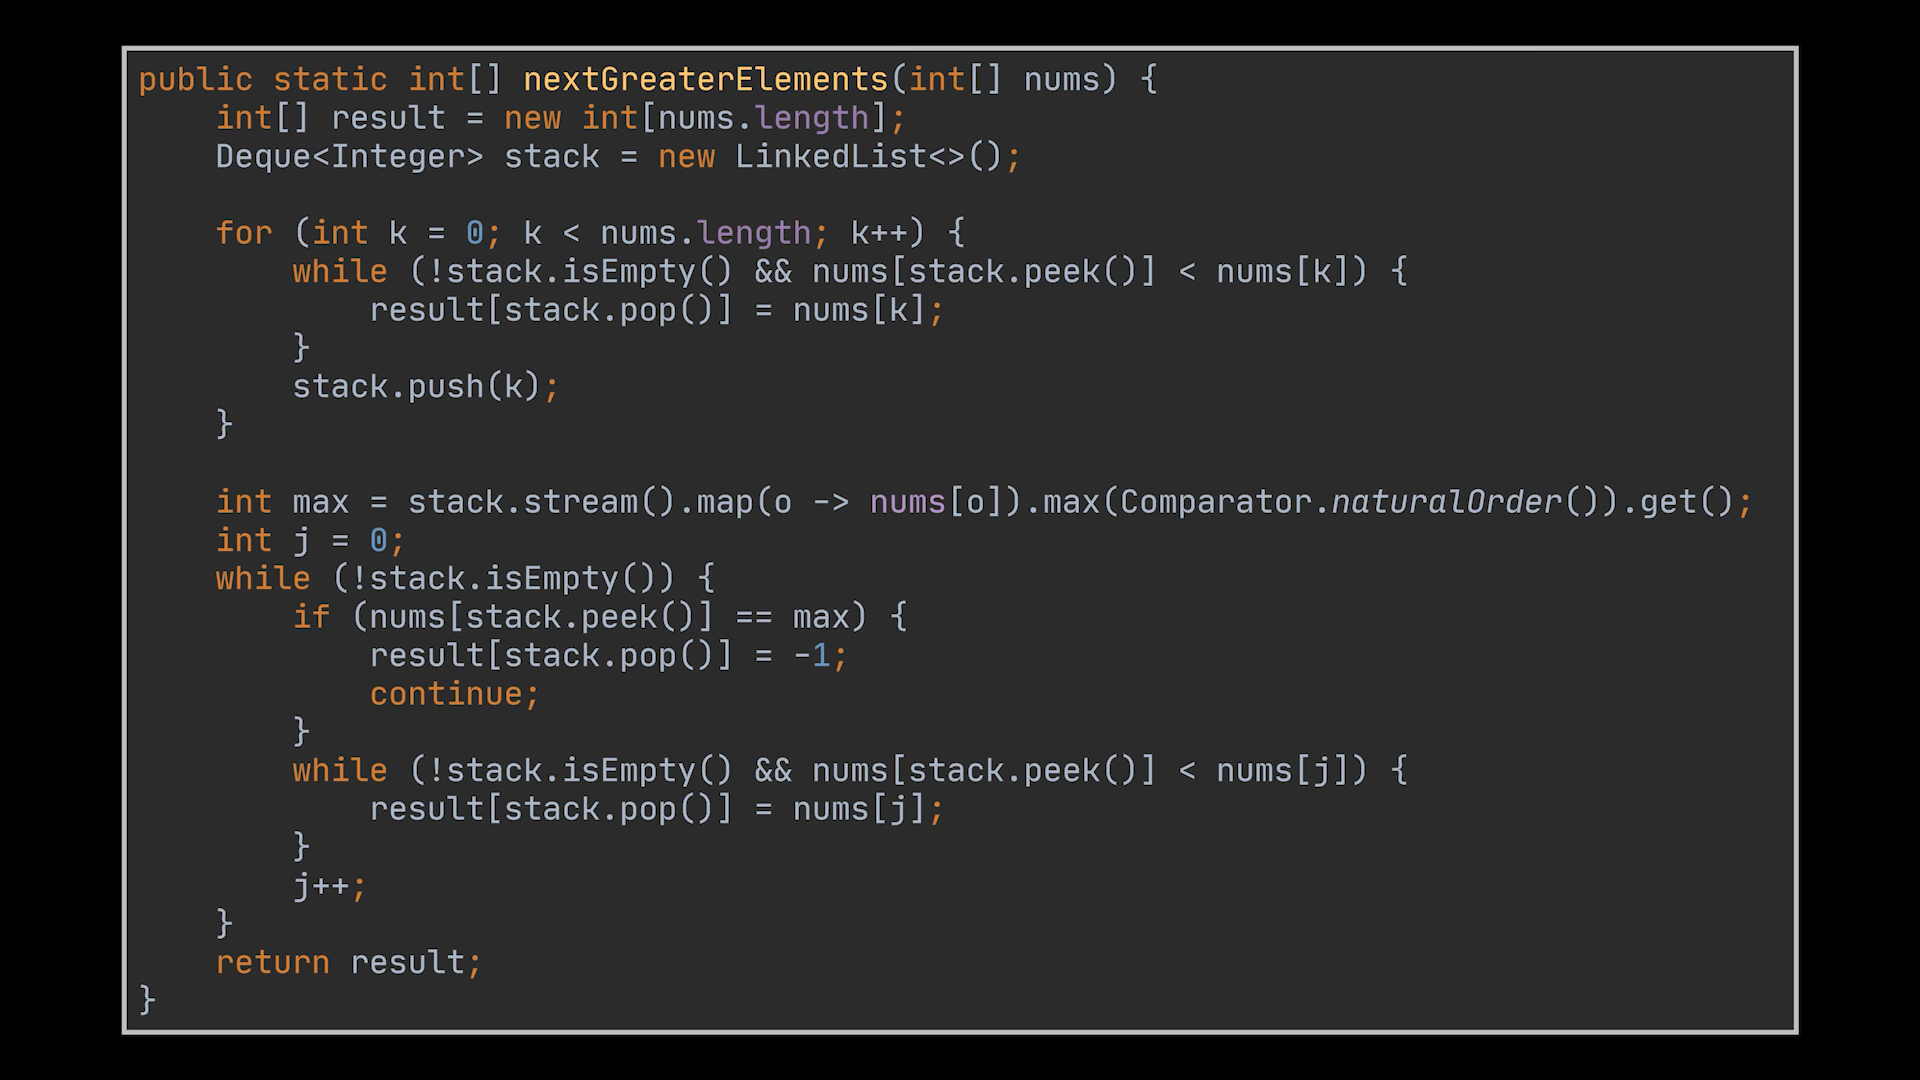 public static int[] nextGreaterElements(int[] nums) {
    int[] result = new int[nums.length];
    Deque<Integer> stack = new LinkedList<>();

    for (int k = 0; k < nums.length; k++) {
        while (!stack.isEmpty() && nums[stack.peek()] < nums[k]) {
            result[stack.pop()] = nums[k];
        }
        stack.push(k);
    }

    int max = stack.stream().map(o -> nums[o]).max(Comparator.naturalOrder()).get();
    int j = 0;
    while (!stack.isEmpty()) {
        if (nums[stack.peek()] == max) {
            result[stack.pop()] = -1;
            continue;
        }
        while (!stack.isEmpty() && nums[stack.peek()] < nums[j]) {
            result[stack.pop()] = nums[j];
        }
        j++;
    }
    return result;
}